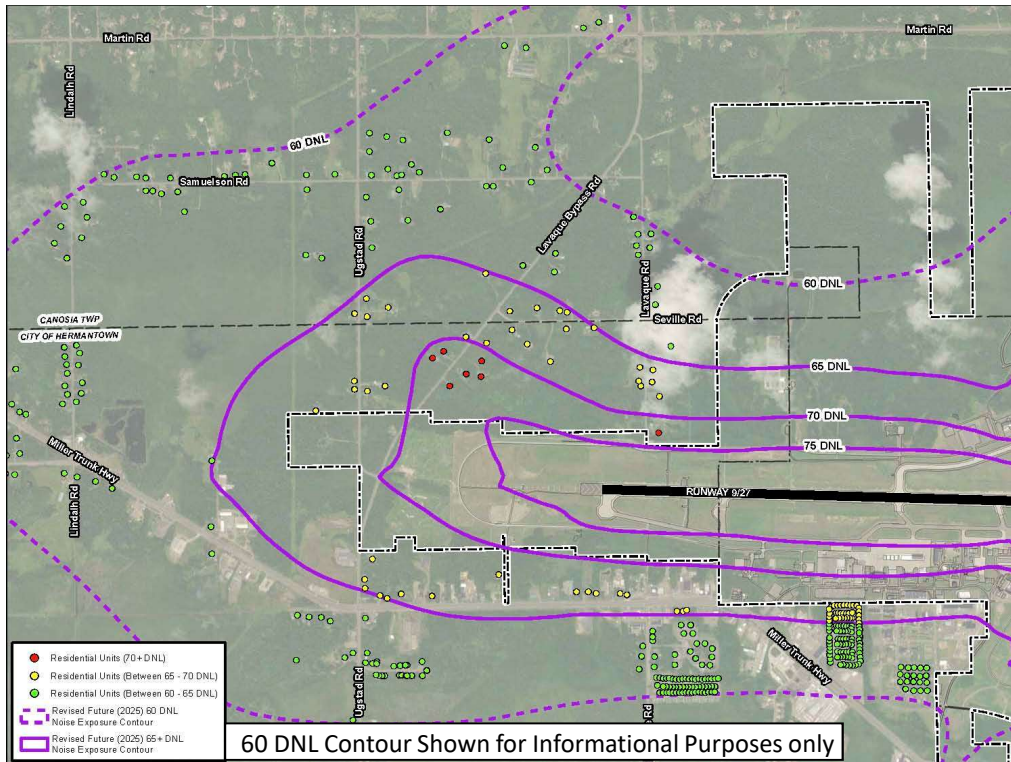 Martin Rd
Martin Rd
Lindalh Rd
60 DNL
Samuelson Rd
Lavaque Bypass Rd
Ugstad Rd
Lavaque Rd
60 DNL
CANOSIA TWP
CITY OF HERMANTOWN
Seville Rd
65 DNL
70 DNL
75 DNL
Miller Trunk Hwy
Lindalh Rd
RUNWAY 9/27
Miller Trunk Hwy
Ugstad Rd
Rd
Residential Units (70+ DNL)
Residential Units (Between 65 - 70 DNL)
Residential Units (Between 60 - 65 DNL)
Revised Future (2025) 60 DNL
Noise Exposure Contour
Revised Future (2025) 65+ DNL
Noise Exposure Contour
60 DNL Contour Shown for Informational Purposes only